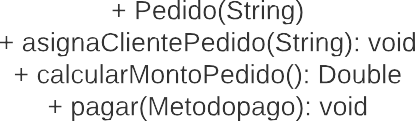 + Pedido(String)
+ asignaClientePedido(String): void
+ calcularMontoPedido(): Double
+ pagar(Metodopago): void